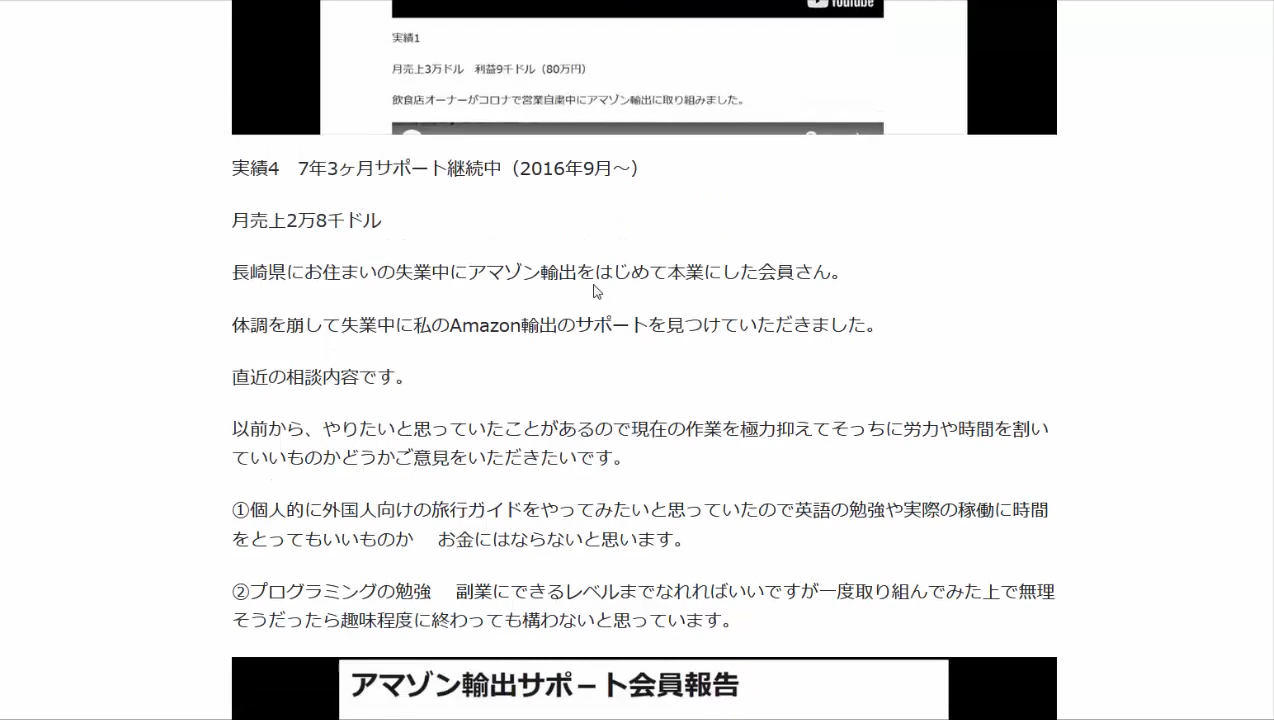 YouTube
実績1
月売上3万ドル　利益9千ドル（80万円）
飲食店オーナーがコロナで営業自粛中にアマゾン輸出に取り組みました。
実績4　7年3ヶ月サポート継続中（2016年9月～）
月売上2万8千ドル
長崎県にお住まいの失業中にアマゾン輸出をはじめて本業にした会員さん。
体調を崩して失業中に私のAmazon輸出のサポートを見つけていただきました。
直近の相談内容です。
以前から、やりたいと思っていたことがあるので現在の作業を極力抑えてそっちに労力や時間を割い
ていいものかどうかご意見をいただきたいです。
①個人的に外国人向けの旅行ガイドをやってみたいと思っていたので英語の勉強や実際の稼働に時間
をとってもいいものか　お金にはならないと思います。
②プログラミングの勉強　副業にできるレベルまでなれればいいですが一度取り組んでみた上で無理
そうだったら趣味程度に終わっても構わないと思っています。
アマゾン輸出サポート会員報告